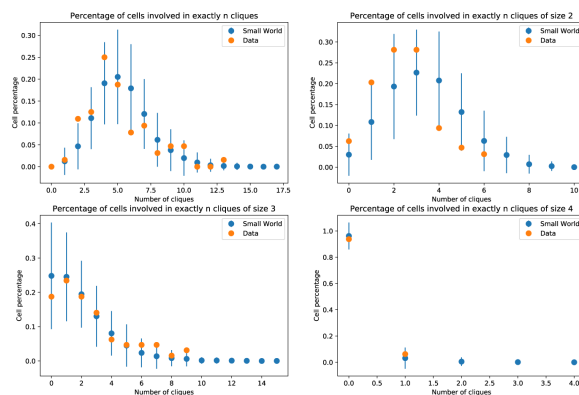 Percentage of cells involved in exactly n cliques
Small World
Data
Cell percentage
0.30
0.25
0.20
0.15
0.10
0.05
0.00
0.0 2.5 5.0 7.5 10.0 12.5 15.0 17.5
Number of cliques
Percentage of cells involved in exactly n cliques of size 2
Small World
Data
Cell percentage
0.30
0.25
0.20
0.15
0.10
0.05
0.00
0 2 4 6 8 10
Number of cliques
Percentage of cells involved in exactly n cliques of size 3
Small World
Data
Cell percentage
0.4
0.3
0.2
0.1
0.0
0 2 4 6 8 10 12 14
Number of cliques
Percentage of cells involved in exactly n cliques of size 4
Small World
Data
Cell percentage
1.0
0.8
0.6
0.4
0.2
0.0
0.0 0.5 1.0 1.5 2.0 2.5 3.0 3.5 4.0
Number of cliques